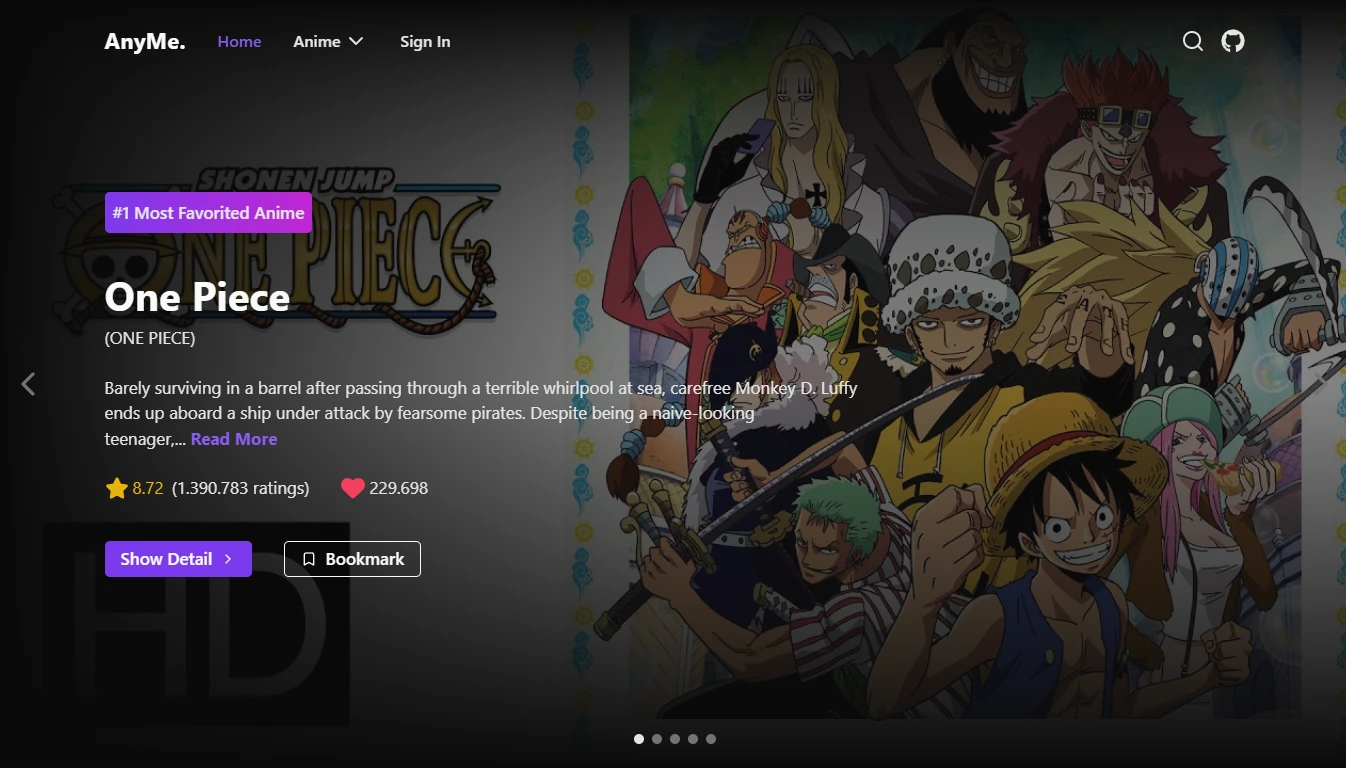 AnyMe.
Home
Anime
Sign In
SHONEN JUMP
ONE PIECE
#1 Most Favorited Anime
One Piece
(ONE PIECE)
Barely surviving in a barrel after passing through a terrible whirlpool at sea, carefree Monkey D. Luffy
ends up aboard a ship under attack by fearsome pirates. Despite being a naive-looking
teenager,... Read More
8.72 (1.390.783 ratings)
229.698
Show Detail
Bookmark
HD